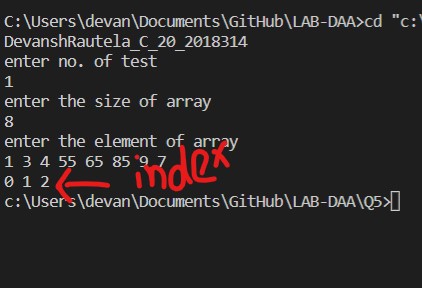 C:\Users\devan\Documents\GitHub\LAB-DAA>cd "c:\
DevanshRautela_C_20_2018314
enter no. of test
1
enter the size of array
8
enter the element of array
1 3 4 55 65 85 9 7
0 1 2
index
c:\Users\devan\Documents\GitHub\LAB-DAA\Q5>